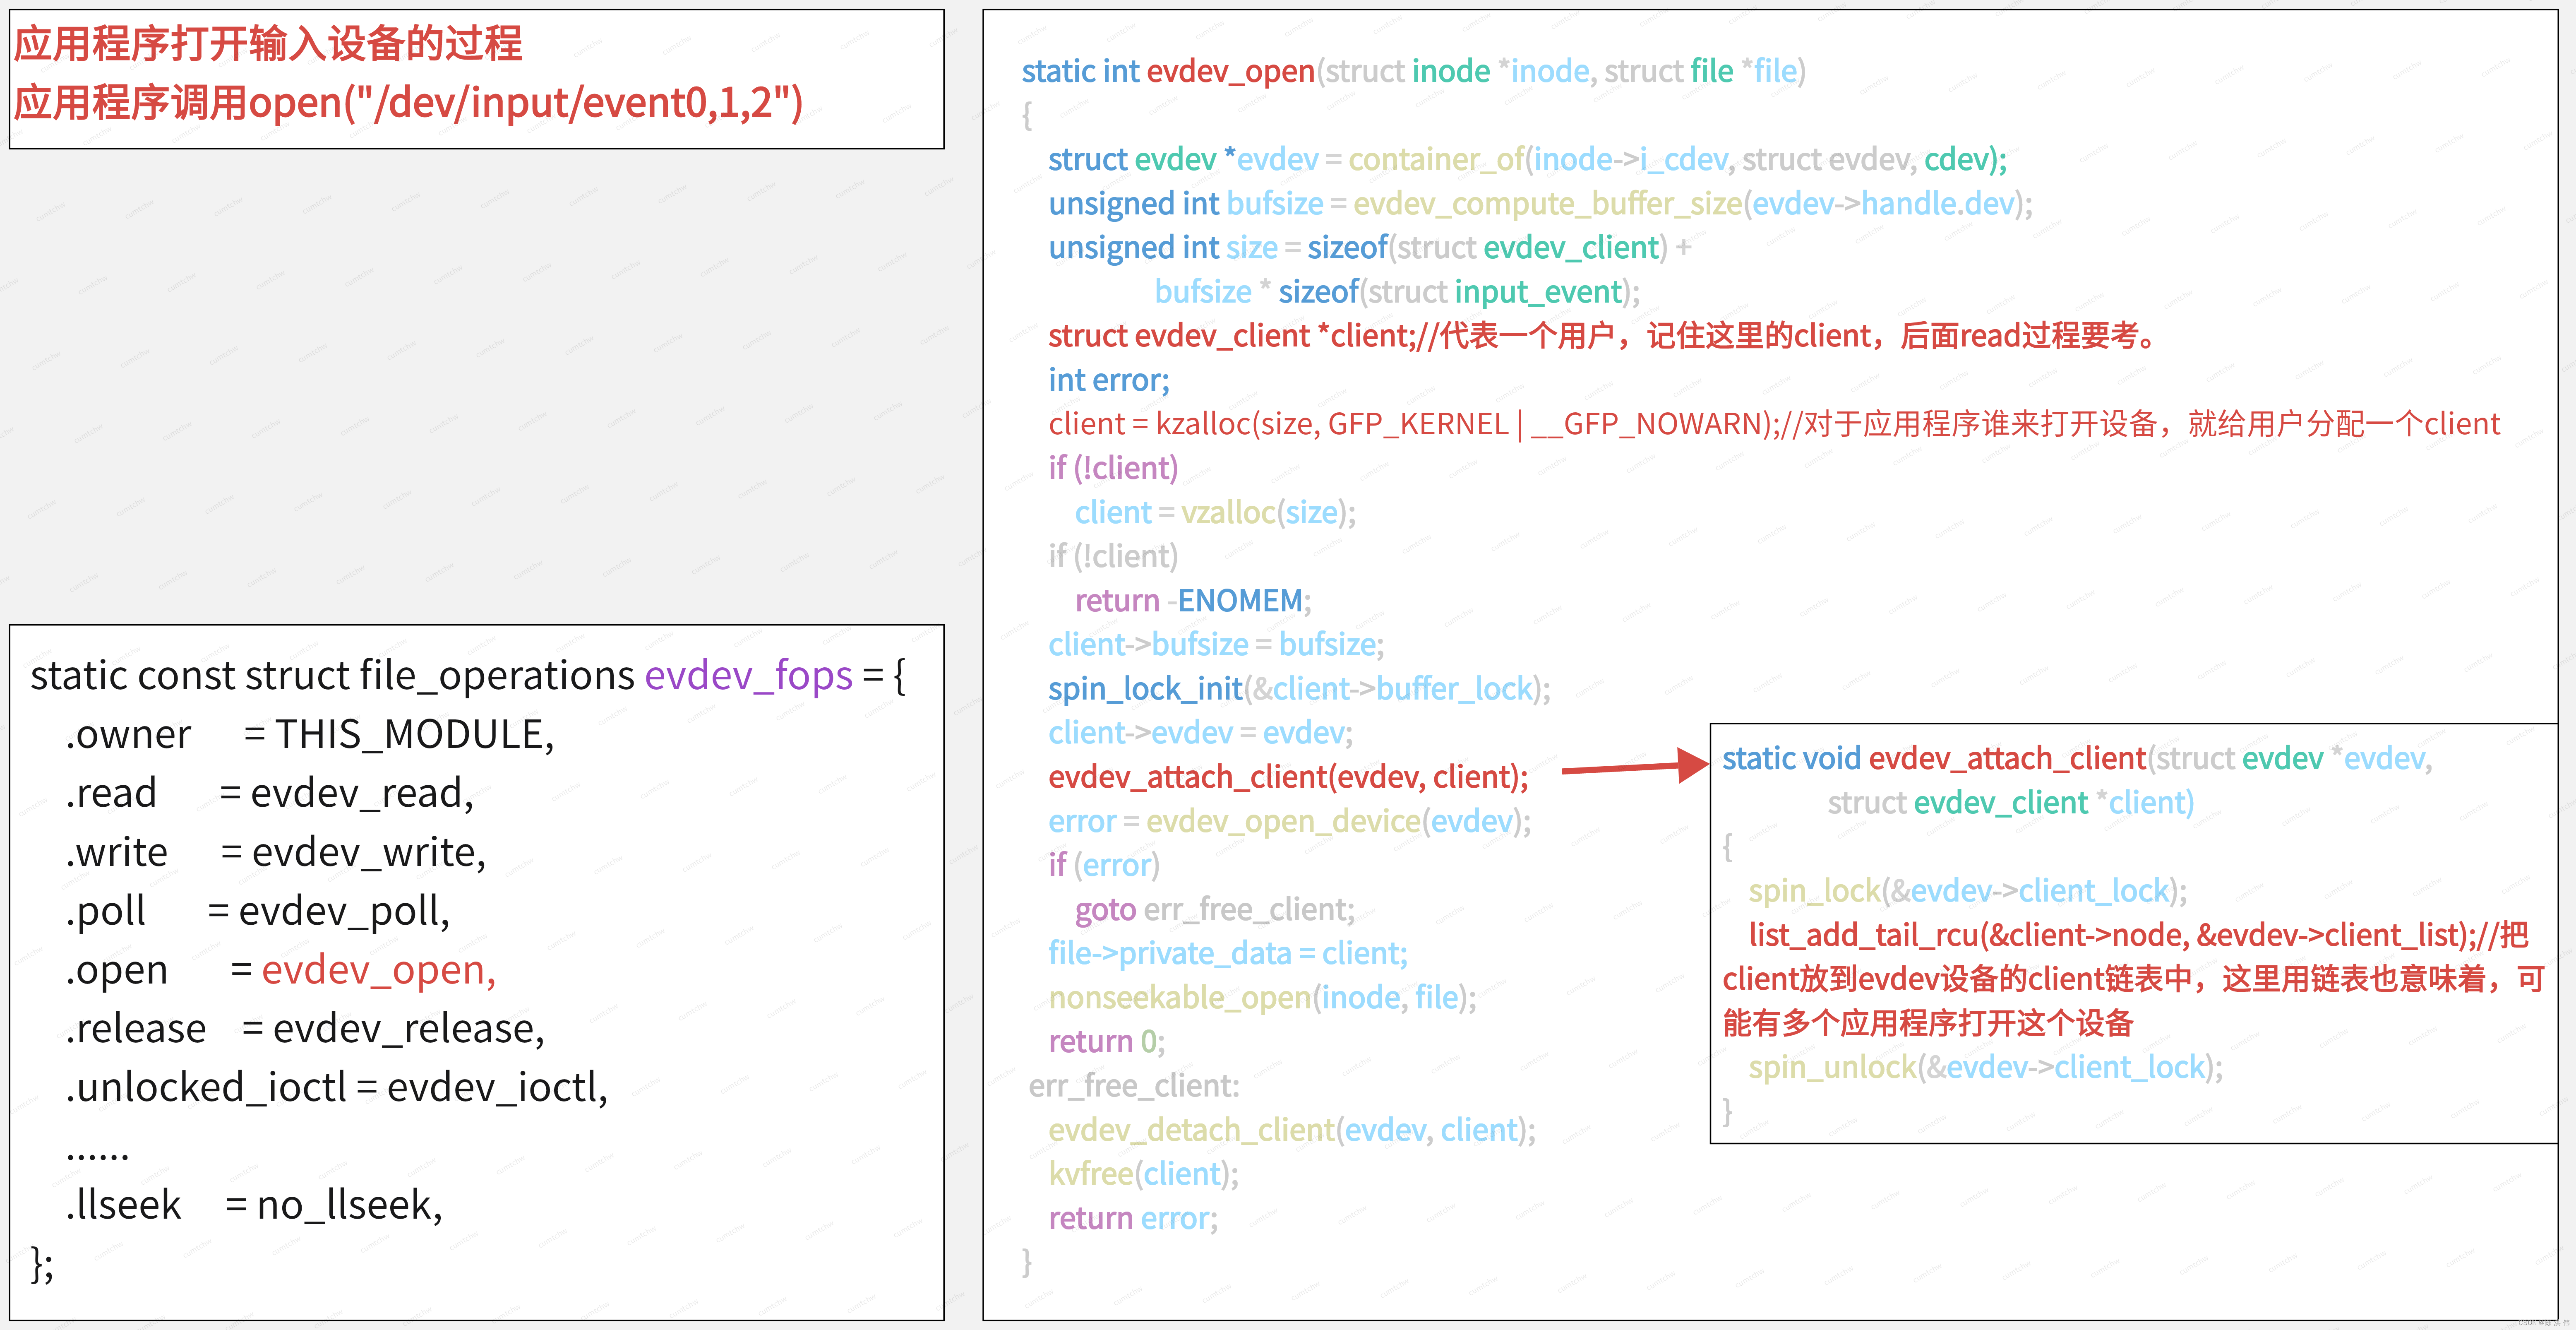 应用程序打开输入设备的过程
应用程序调用open("/dev/input/event0,1,2")
static const struct file_operations evdev_fops = {
.owner = THIS_MODULE,
.read = evdev_read,
.write = evdev_write,
.poll = evdev_poll,
.open = evdev_open,
.release = evdev_release,
.unlocked_ioctl = evdev_ioctl,
......
.llseek = no_llseek,
};
static int evdev_open(struct inode *inode, struct file *file)
{
struct evdev *evdev = container_of(inode->i_cdev, struct evdev, cdev);
unsigned int bufsize = evdev_compute_buffer_size(evdev->handle.dev);
unsigned int size = sizeof(struct evdev_client) +
bufsize * sizeof(struct input_event);
struct evdev_client *client;//代表一个用户，记住这里的client，后面read过程要考。
int error;
client = kzalloc(size, GFP_KERNEL | __GFP_NOWARN);//对于应用程序谁来打开设备，就给用户分配一个client
if (!client)
client = vzalloc(size);
if (!client)
return -ENOMEM;
client->bufsize = bufsize;
spin_lock_init(&client->buffer_lock);
client->evdev = evdev;
evdev_attach_client(evdev, client);
error = evdev_open_device(evdev);
if (error)
goto err_free_client;
file->private_data = client;
nonseekable_open(inode, file);
return 0;
err_free_client:
evdev_detach_client(evdev, client);
kvfree(client);
return error;
}
static void evdev_attach_client(struct evdev *evdev,
struct evdev_client *client)
{
spin_lock(&evdev->client_lock);
list_add_tail_rcu(&client->node, &evdev->client_list);//把
client放到evdev设备的client链表中，这里用链表也意味着，可
能有多个应用程序打开这个设备
spin_unlock(&evdev->client_lock);
}